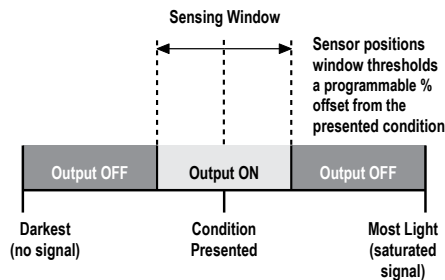 Sensing Window
Sensor positions
window thresholds
a programmable %
offset from the
presented condition
Output OFF
Output ON
Output OFF
Darkest
(no signal)
Condition
Presented
Most Light
(saturated
signal)